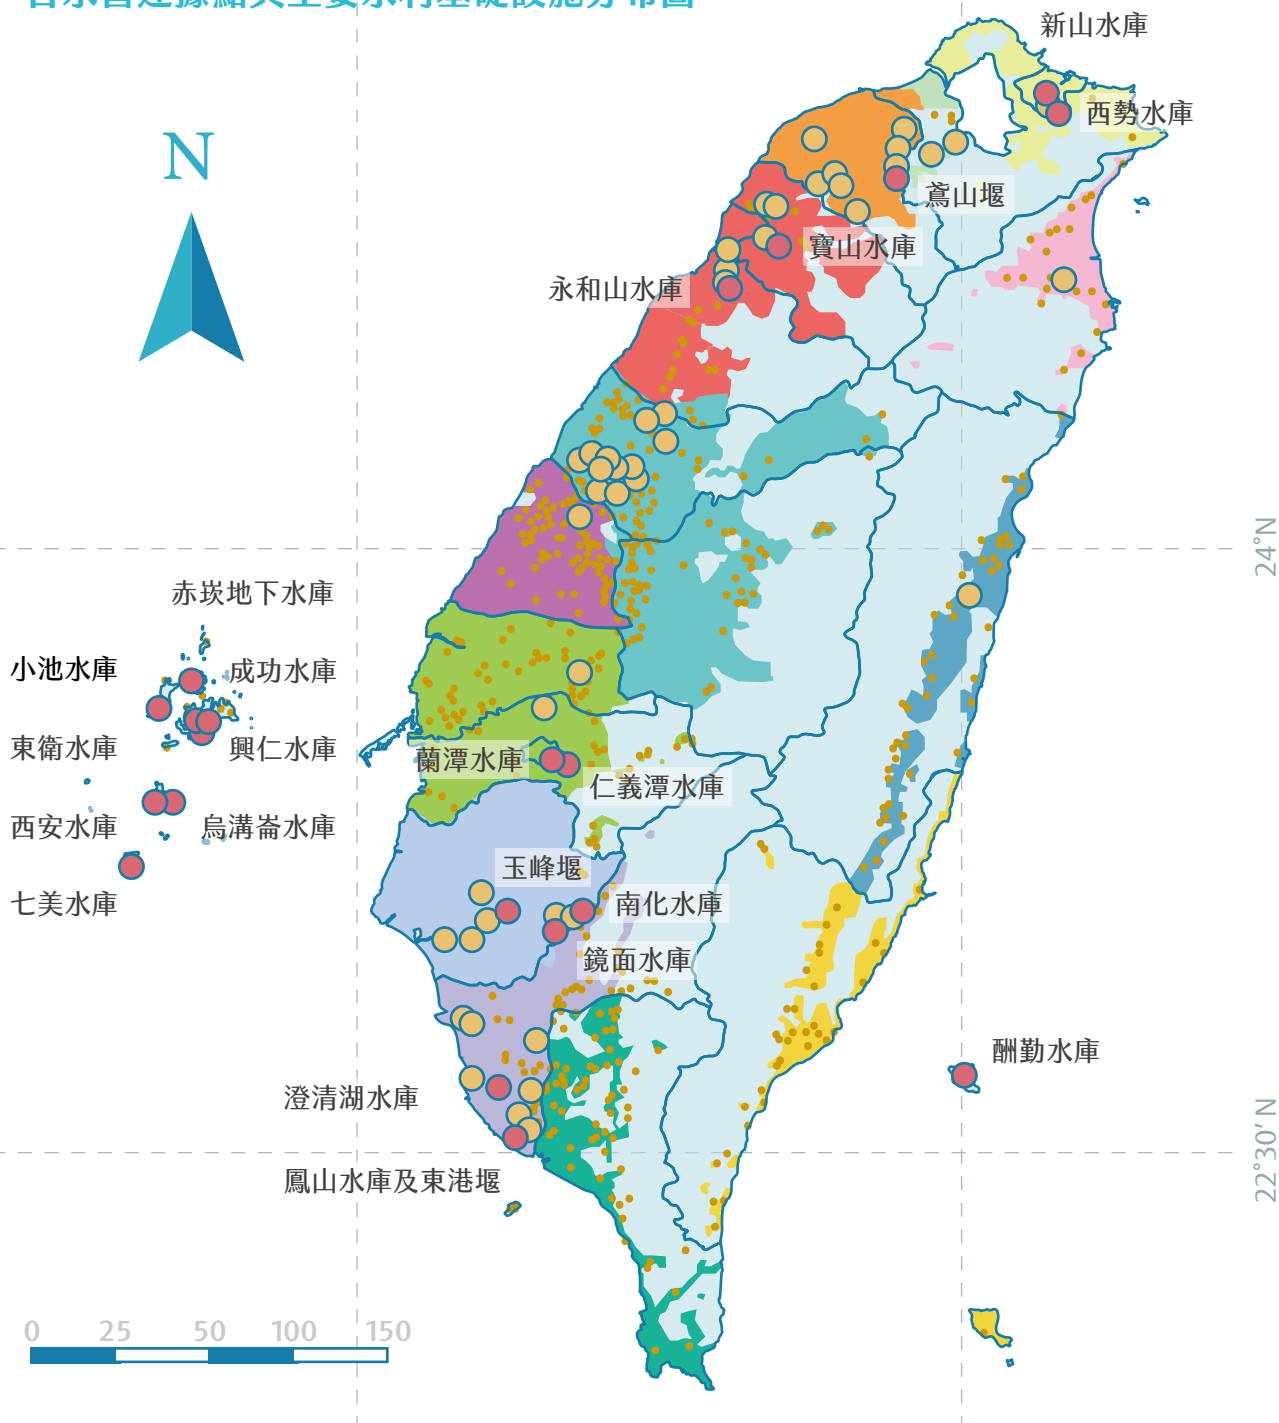 新山水庫
西勢水庫
N
鳶山堰
寶山水庫
永和山水庫
24°N
赤崁地下水庫
小池水庫
成功水庫
東衛水庫
興仁水庫
蘭潭水庫
仁義潭水庫
西安水庫
烏溝崙水庫
玉峰堰
七美水庫
南化水庫
鏡面水庫
酬勤水庫
澄清湖水庫
22°30′ N
鳳山水庫及東港堰
0 25 50 100 150